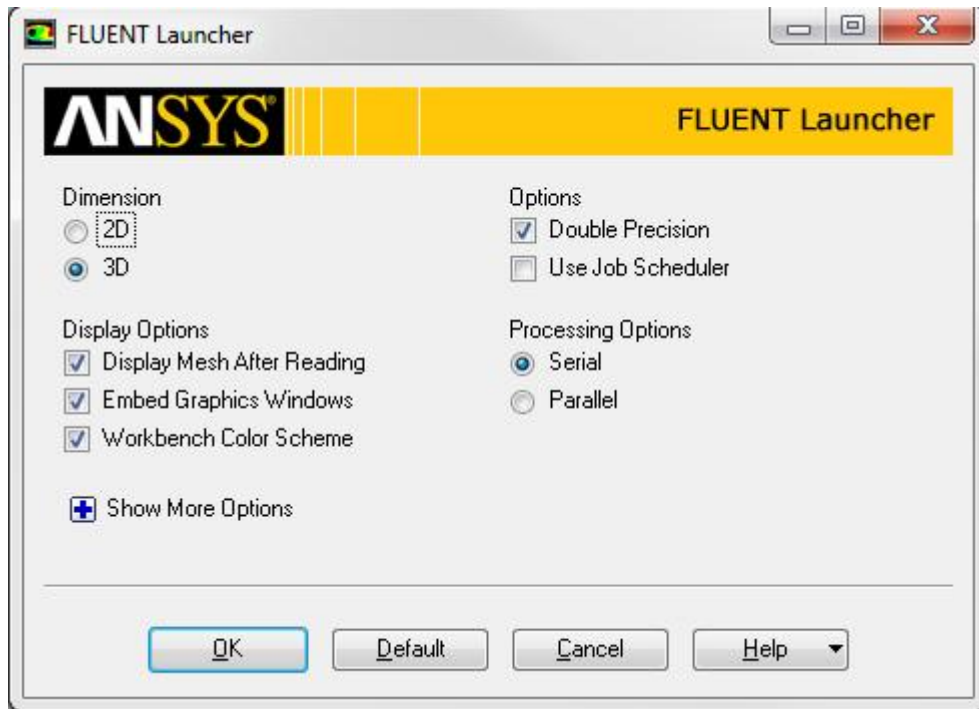 FLUENT Launcher
ANSYS®
FLUENT Launcher
Dimension
2D
3D
Options
Double Precision
Use Job Scheduler
Display Options
Display Mesh After Reading
Embed Graphics Windows
Workbench Color Scheme
Processing Options
Serial
Parallel
Show More Options
OK
Default
Cancel
Help